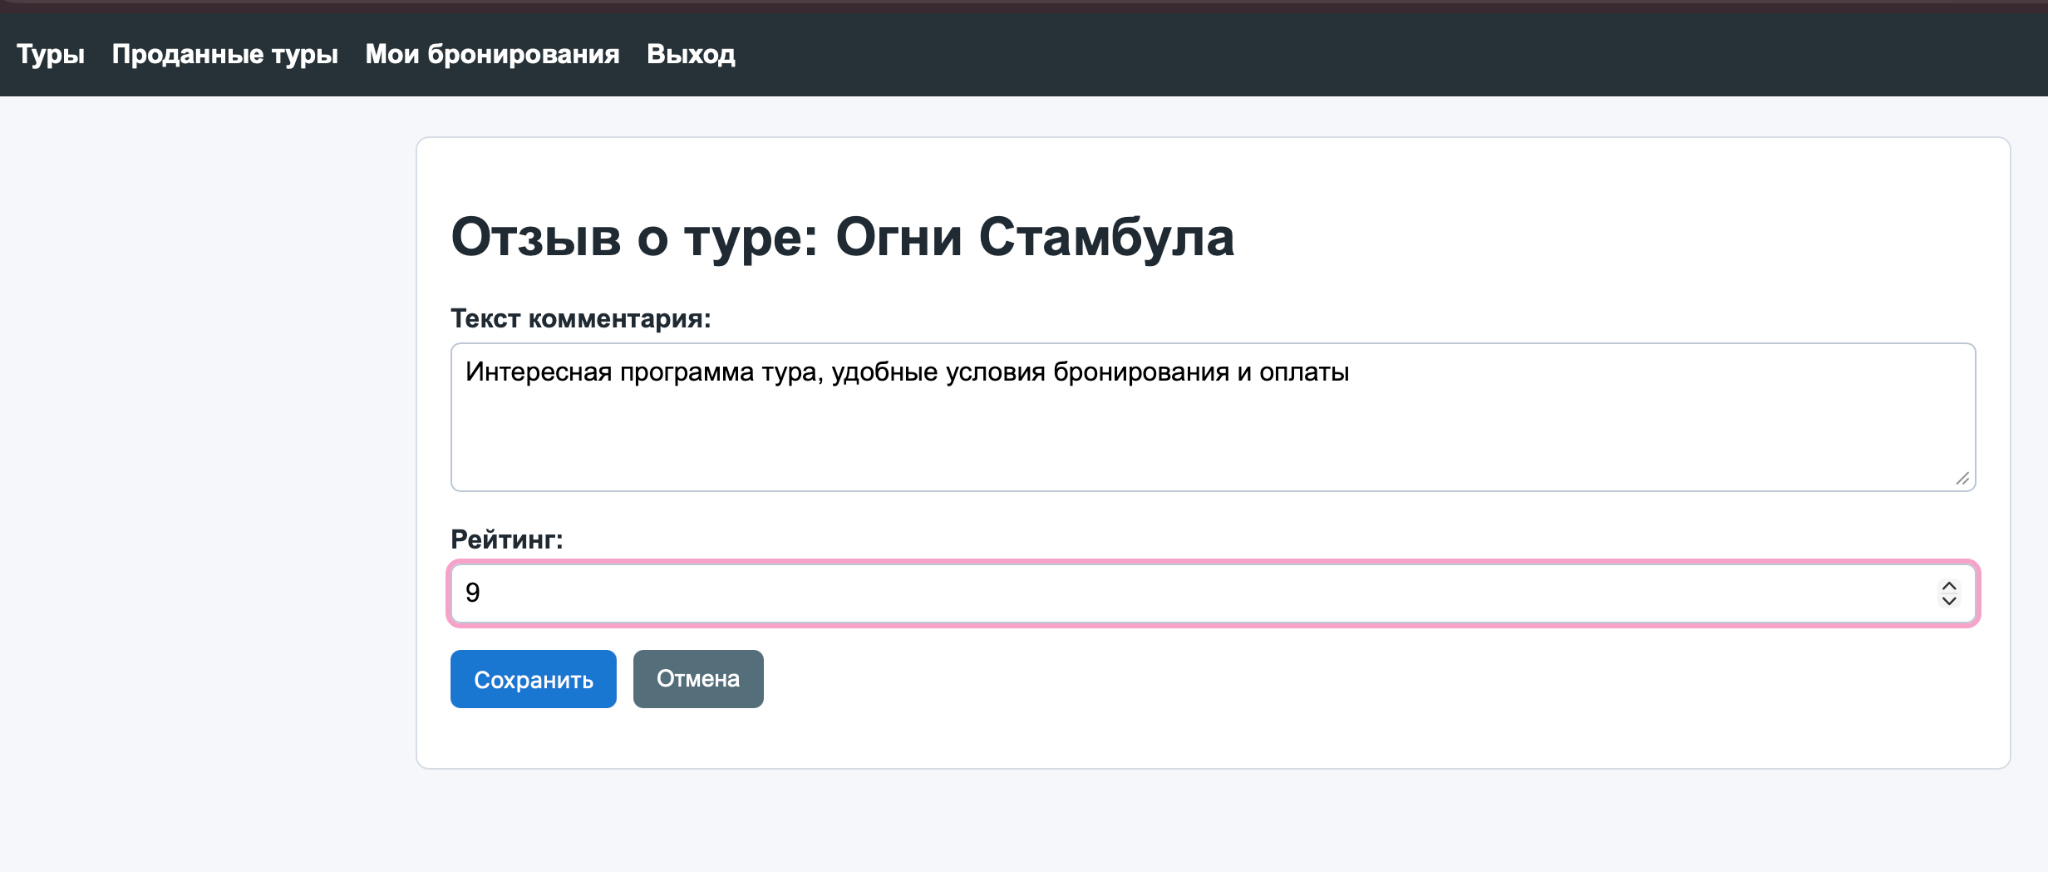 Туры Проданные туры Мои бронирования Выход
Отзыв о туре: Огни Стамбула
Текст комментария:
Интересная программа тура, удобные условия бронирования и оплаты
Рейтинг:
9
Сохранить Отмена